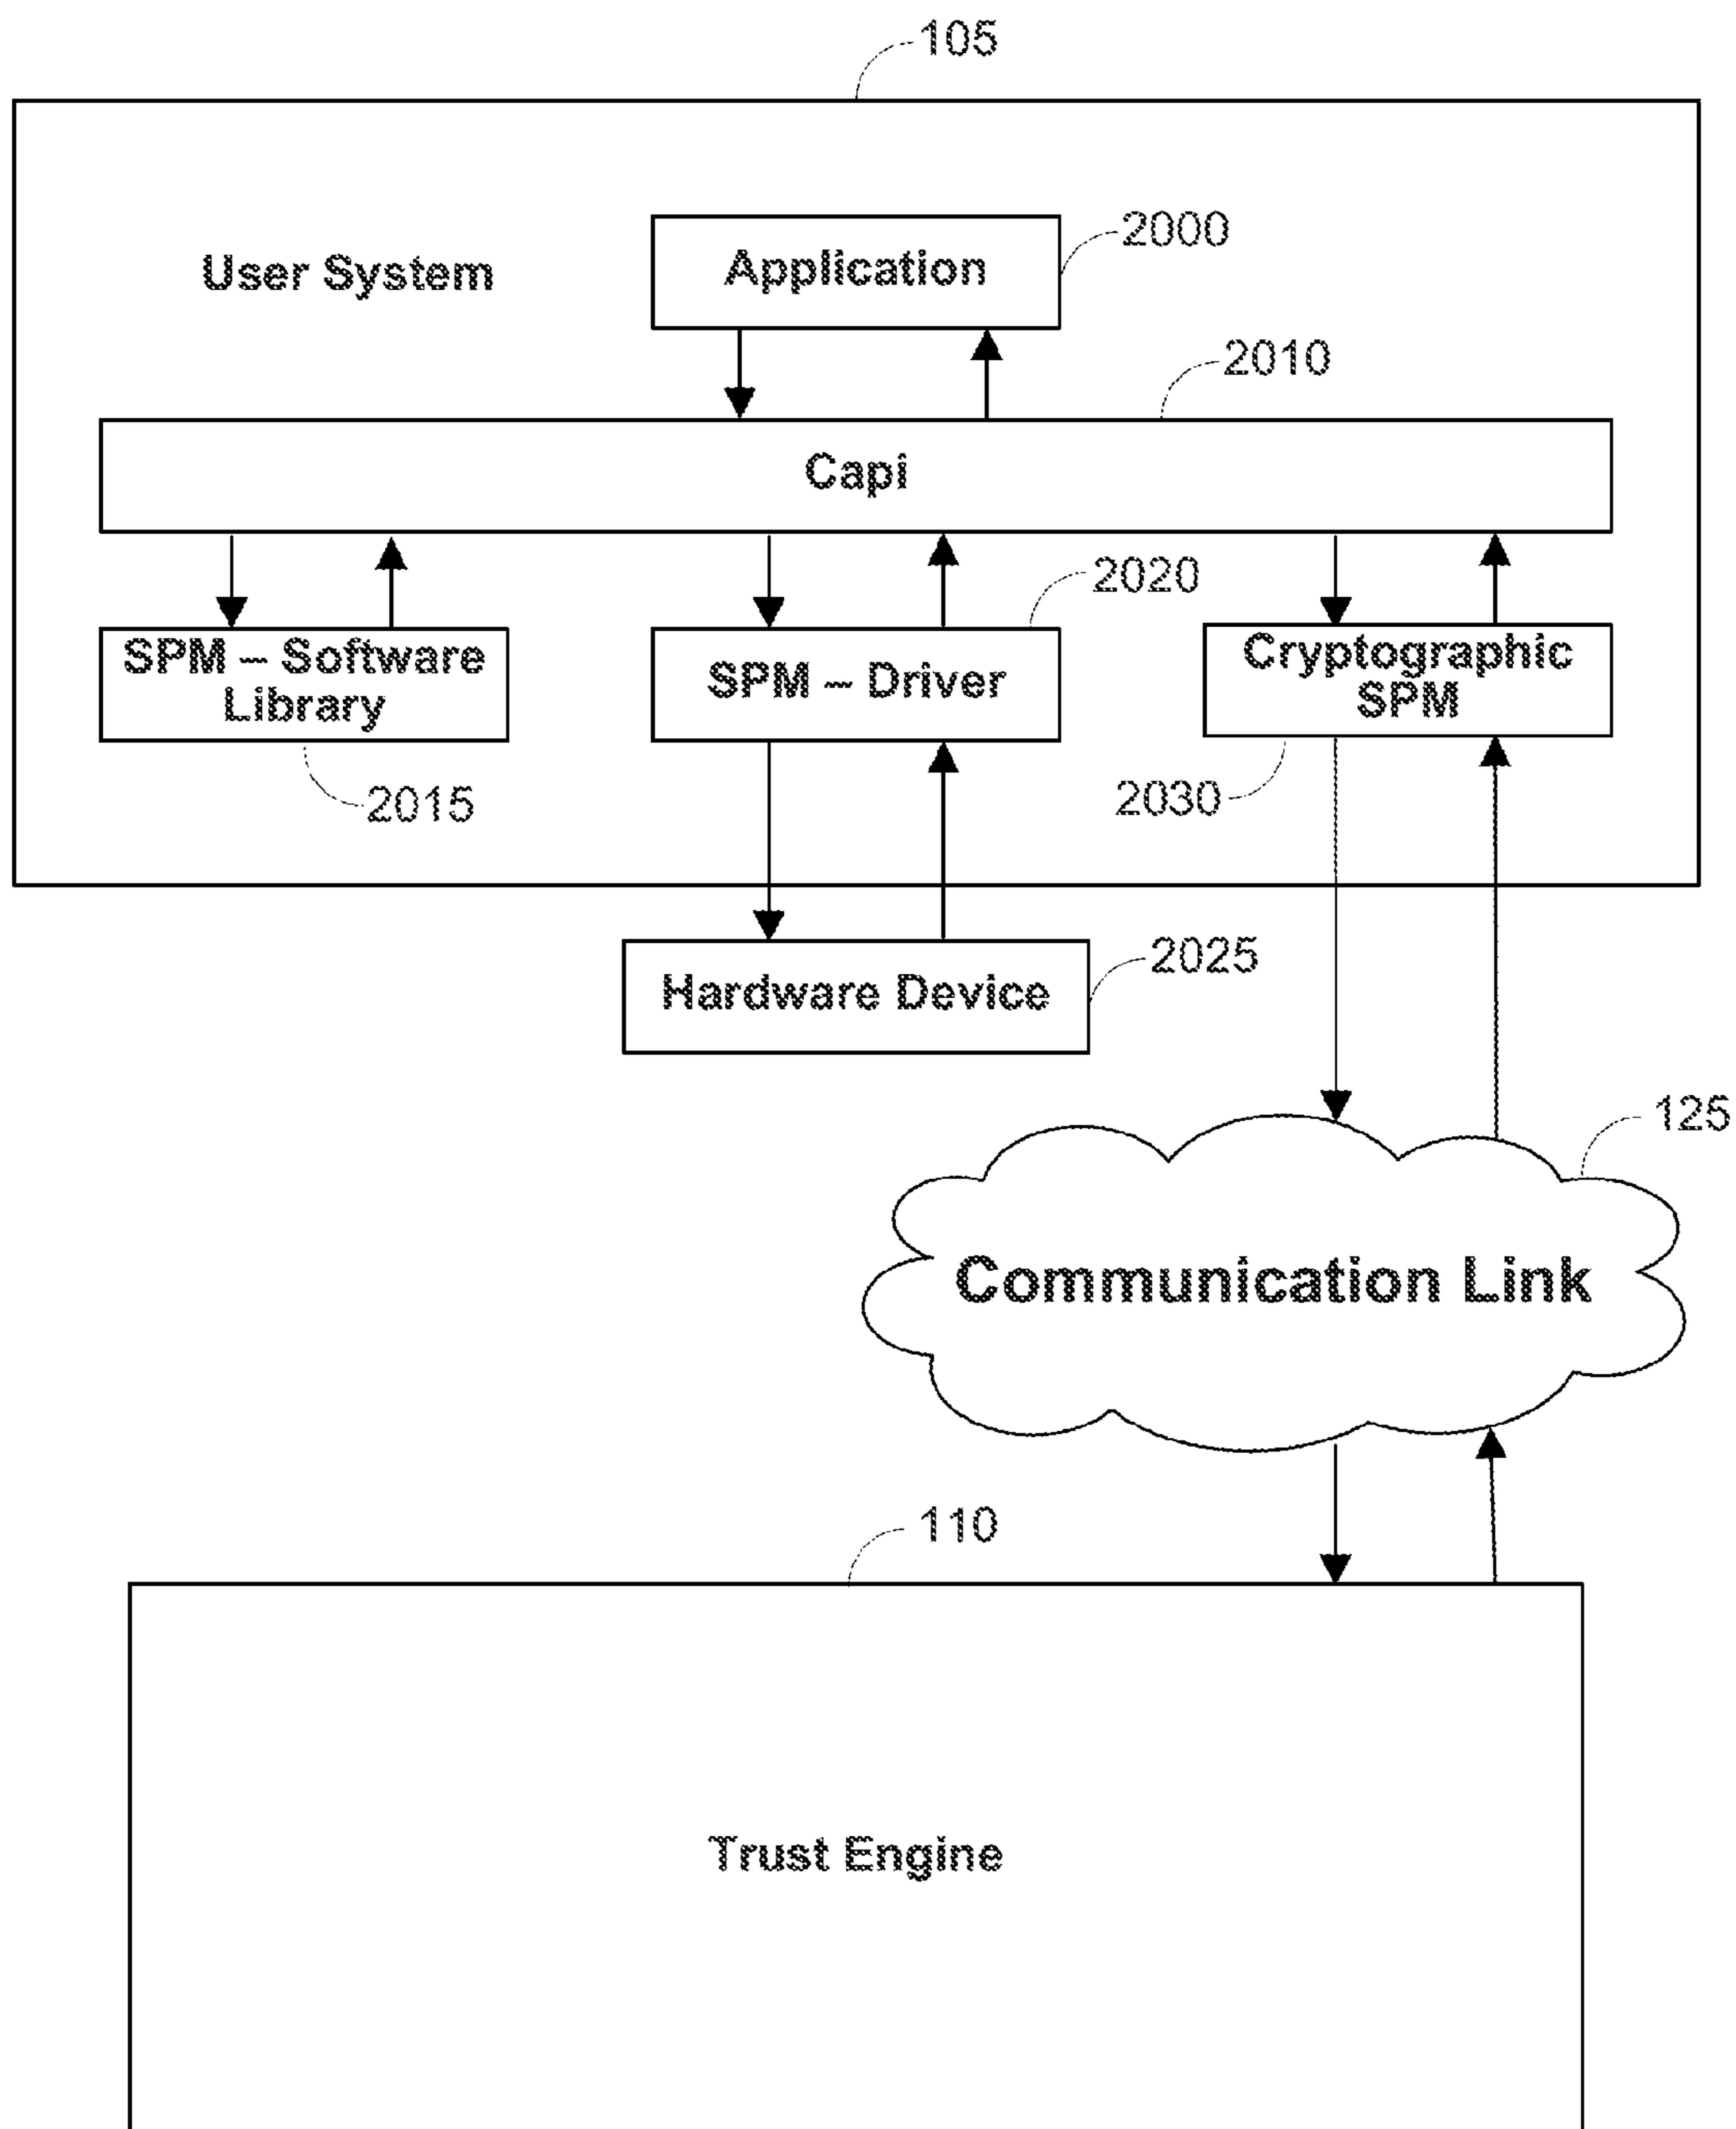 105
User System
Application
2000
2010
Capi
2020
SPM – Software
Library
SPM – Driver
Cryptographic
SPM
2015
2030
Hardware Device
2025
125
Communication Link
110
Trust Engine